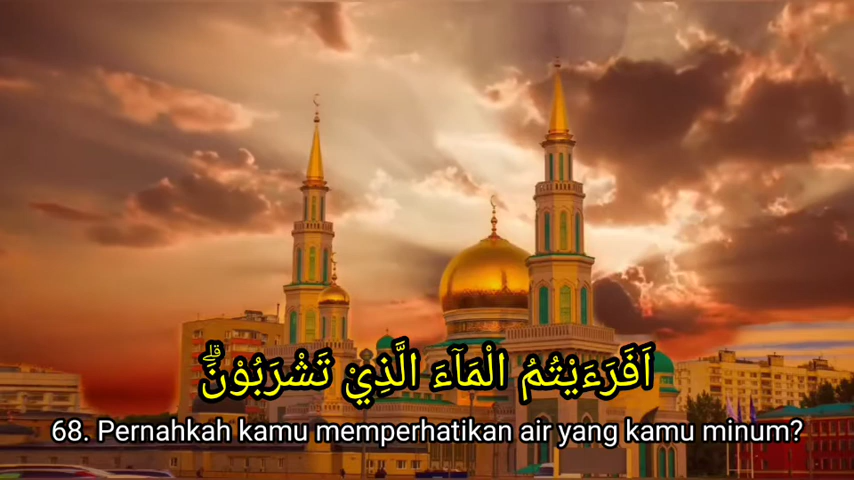 اَفَرَءَيْتُمُ الْمَآءَ الَّذِيْ تَشْرَبُوْنَۗ
68. Pernahkah kamu memperhatikan air yang kamu minum?